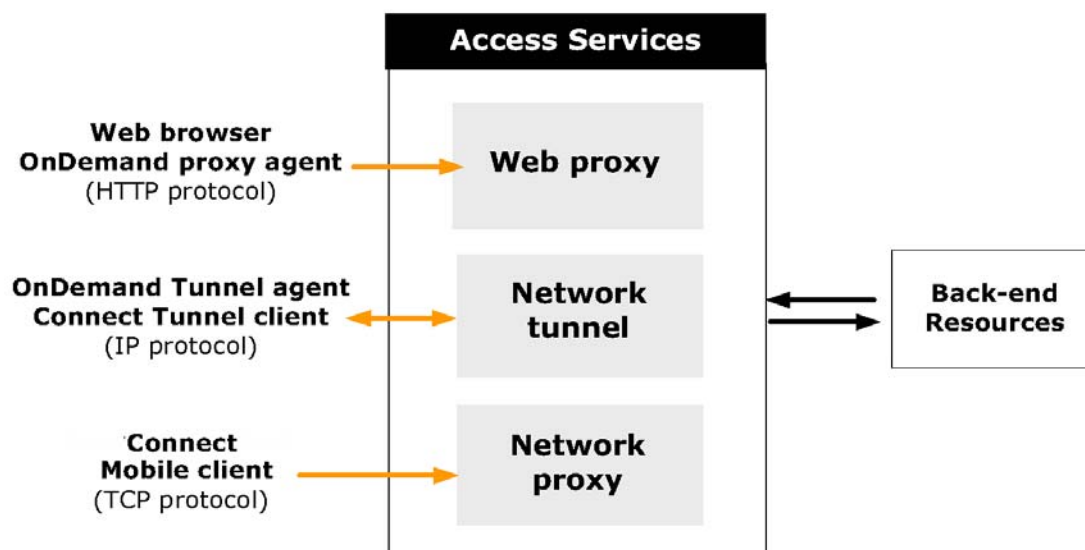 Access Services
Web browser
OnDemand proxy agent
(HTTP protocol)
Web proxy
OnDemand Tunnel agent
Connect Tunnel client
(IP protocol)
Network
tunnel
Back-end
Resources
Connect
Mobile client
(TCP protocol)
Network
proxy